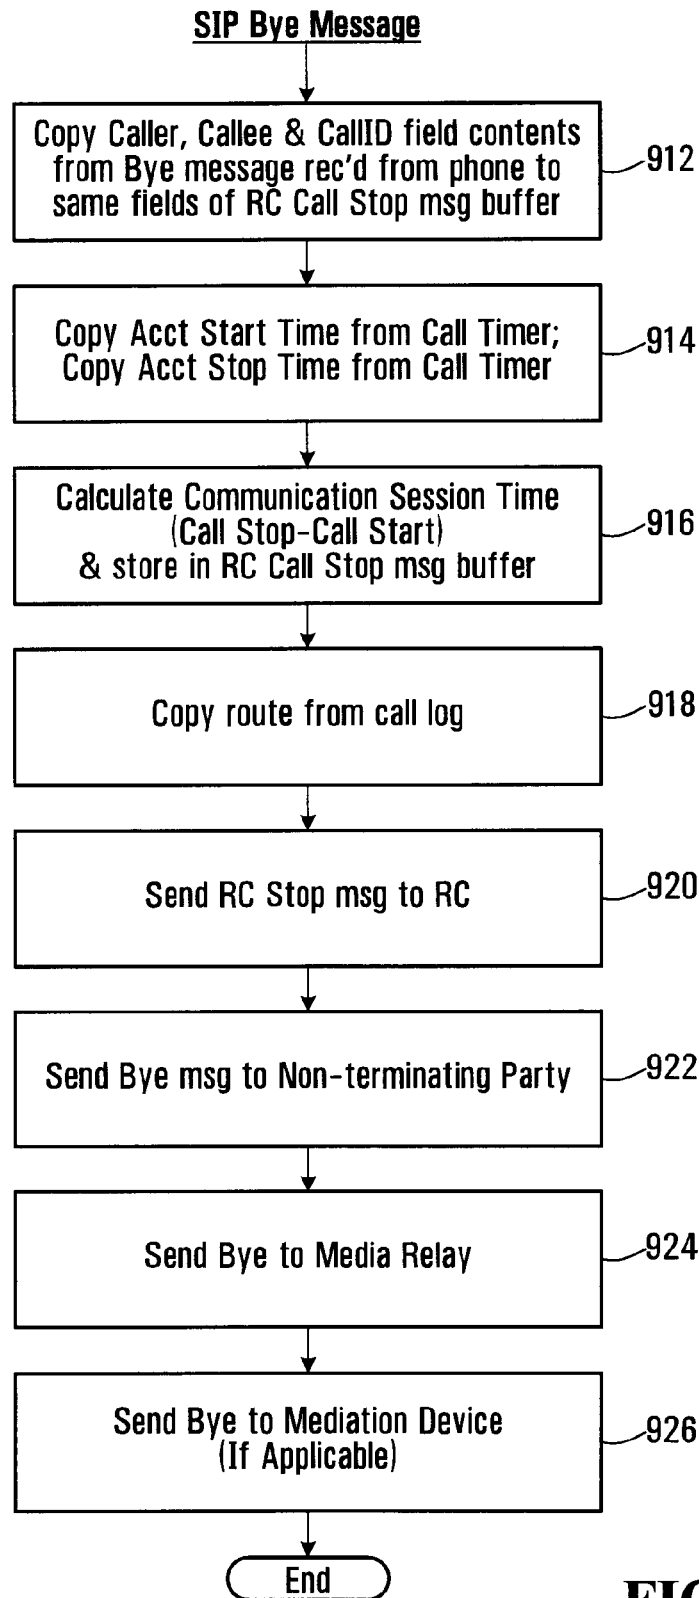 SIP Bye Message
Copy Caller, Callee & CallID field contents
from Bye message rec'd from phone to
same fields of RC Call Stop msg buffer
912
Copy Acct Start Time from Call Timer;
Copy Acct Stop Time from Call Timer
914
Calculate Communication Session Time
(Call Stop-Call Start)
& store in RC Call Stop msg buffer
916
Copy route from call log
918
Send RC Stop msg to RC
920
Send Bye msg to Non-terminating Party
922
Send Bye to Media Relay
924
Send Bye to Mediation Device
(If Applicable)
926
End